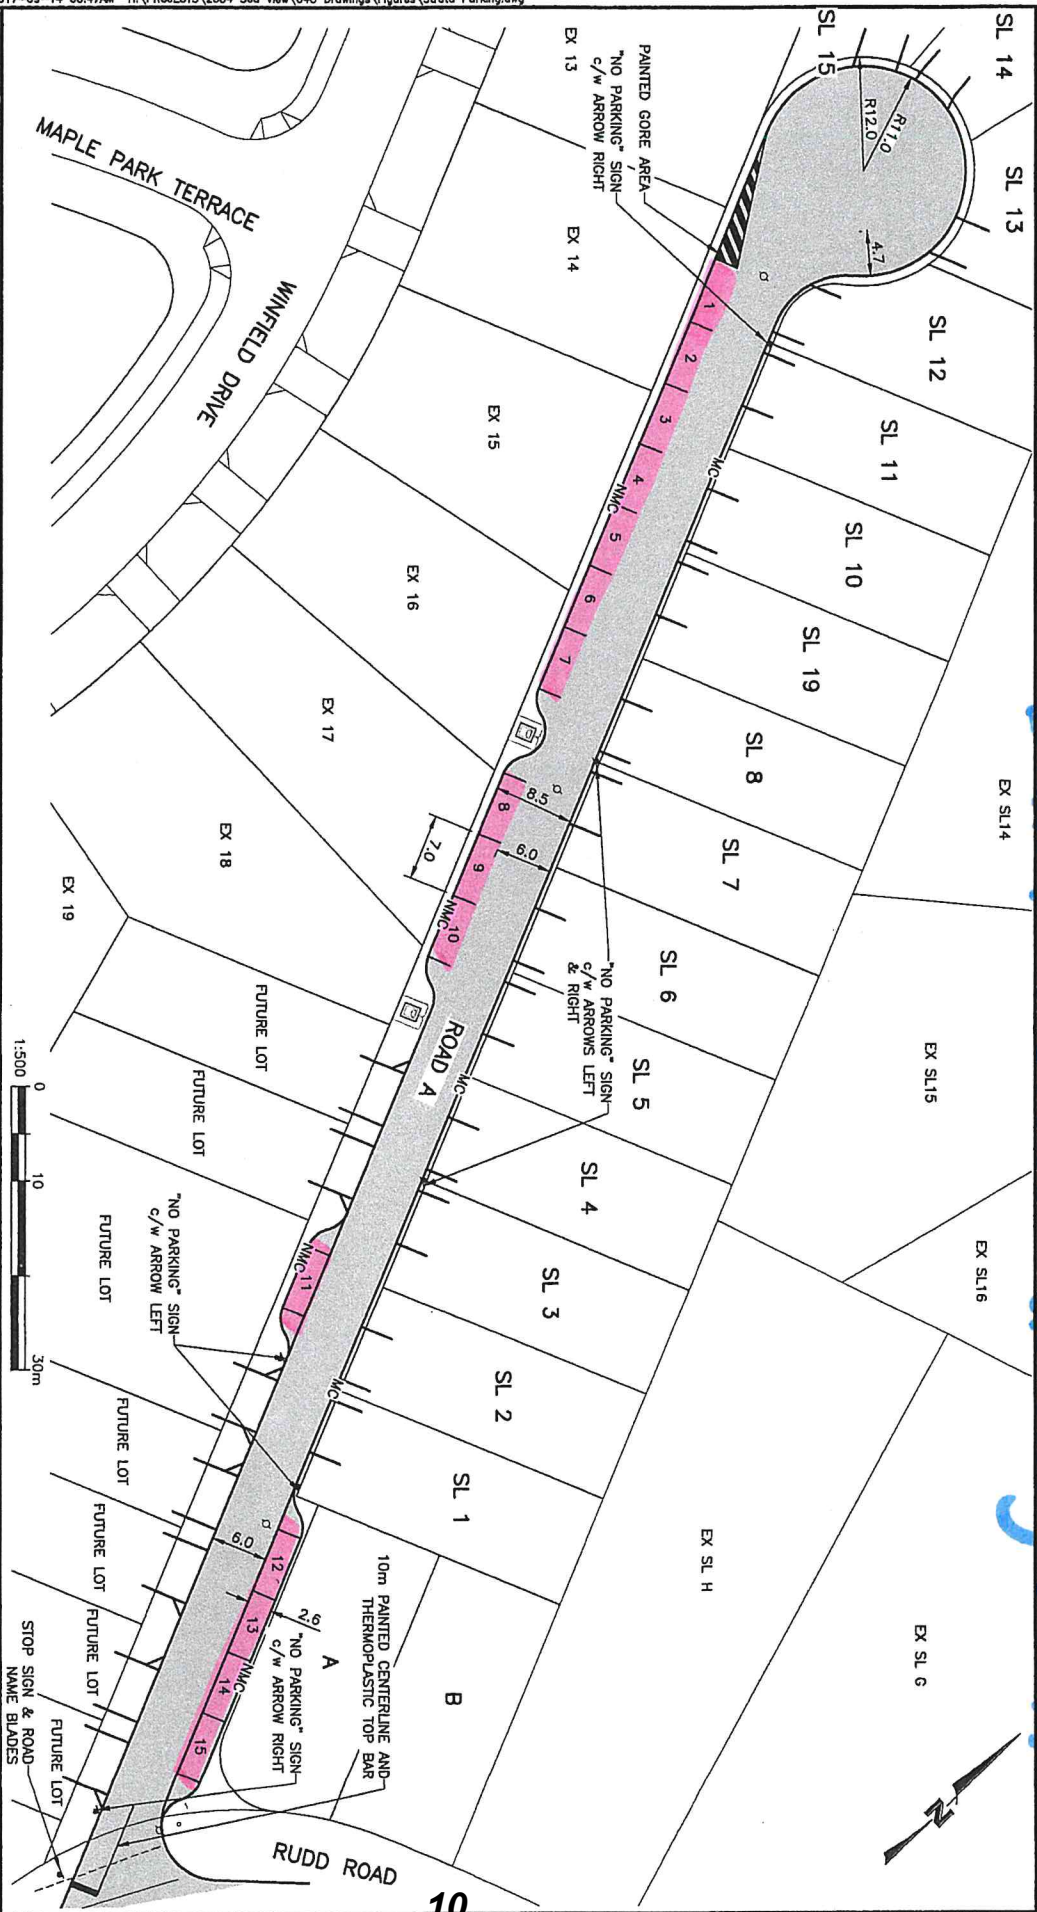 SL 14
SL 13
SL 15
R11.0
R12.0
4.7
PAINTED GORE AREA
"NO PARKING" SIGN
c/w ARROW RIGHT
EX 13
EX 14
EX 15
EX 16
EX 17
EX 18
EX 19
MAPLE PARK TERRACE
WINFIELD DRIVE
SL 12
SL 11
SL 10
SL 19
SL 8
SL 7
SL 6
SL 5
SL 4
SL 3
SL 2
SL 1
EX SL14
EX SL15
EX SL16
EX SL H
EX SL G
1
2
3
4
NMC
5
6
7
MC
D
8
9
NMC
10
8.5
6.0
7.0
D
"NO PARKING" SIGN
c/w ARROWS LEFT
& RIGHT
ROAD A
MC
FUTURE LOT
FUTURE LOT
FUTURE LOT
FUTURE LOT
FUTURE LOT
FUTURE LOT
FUTURE LOT
NMC
11
"NO PARKING" SIGN
c/w ARROW LEFT
MC
6.0
12
13
NMC
14
15
2.6
A
B
"NO PARKING" SIGN
c/w ARROW RIGHT
10m PAINTED CENTERLINE AND
THERMOPLASTIC TOP BAR
STOP SIGN & ROAD
NAME BLADES
RUDD ROAD
N
1:500
0
10
30m
10